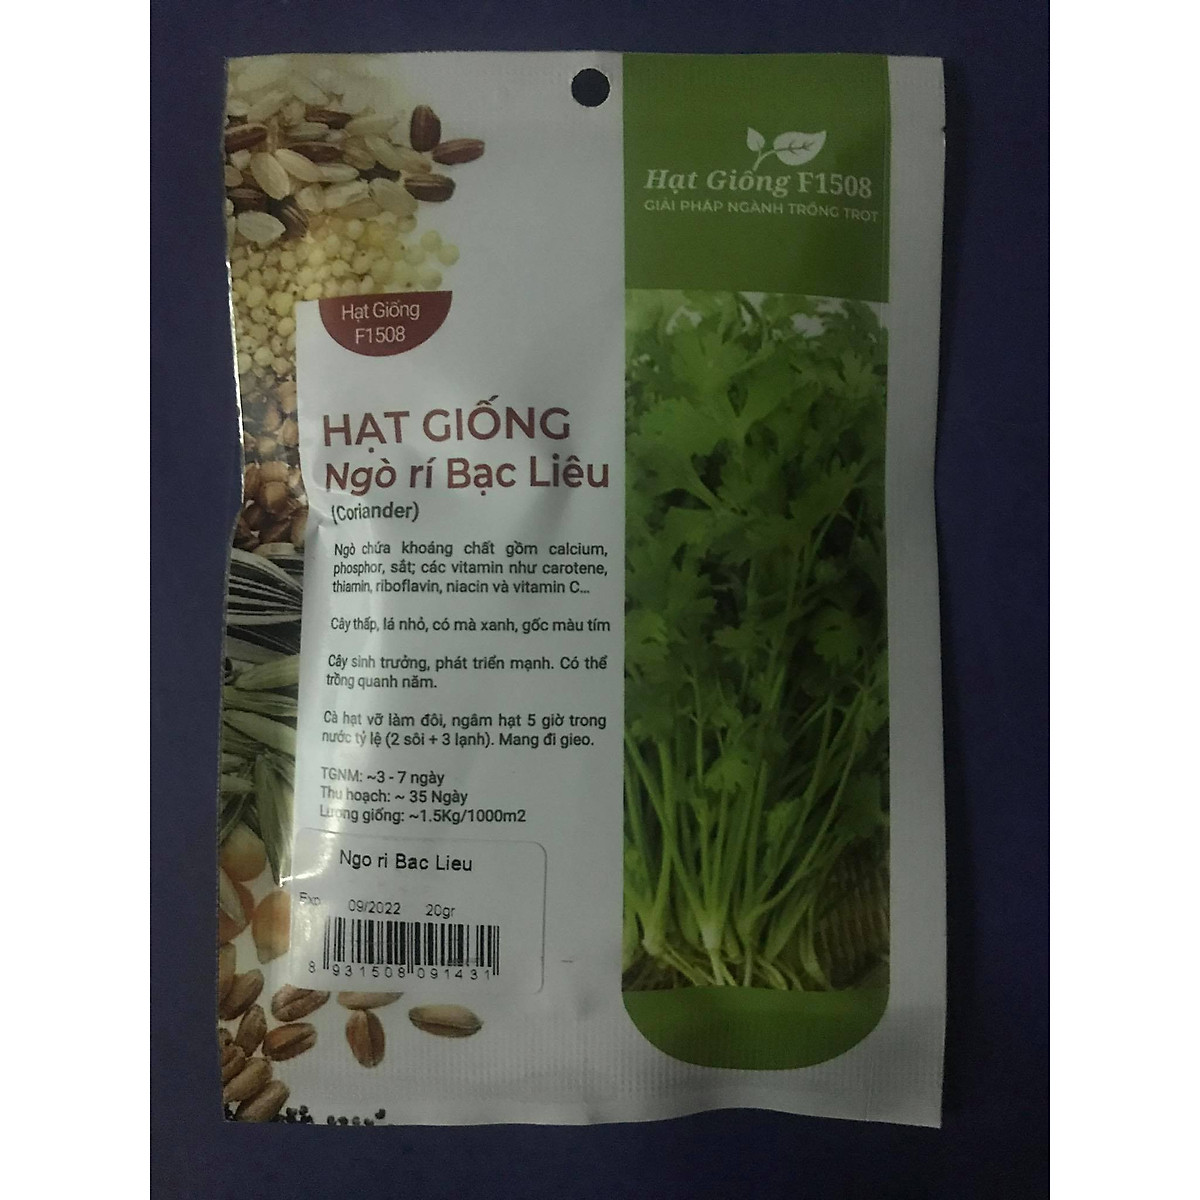 Hạt Giống F1508
GIẢI PHÁP NGÀNH TRỒNG TRỌT
Hạt Giống
F1508
HẠT GIỐNG
Ngò rí Bạc Liêu
(Coriander)
Ngò chứa khoáng chất gồm calcium,
phosphor, sắt; các vitamin như carotene,
thiamin, riboflavin, niacin và vitamin C...
Cây thấp, lá nhỏ, có mà xanh, gốc màu tím
Cây sinh trưởng, phát triển mạnh. Có thể
trồng quanh năm.
Cà hạt vỡ làm đôi, ngâm hạt 5 giờ trong
nước tỷ lệ (2 sôi + 3 lạnh). Mang đi gieo.
TGNM: ~3 - 7 ngày
Thu hoạch: ~ 35 Ngày
Lượng giống: ~1.5Kg/1000m2
Ngo ri Bac Lieu
Exp 09/2022 20gr
8 931508 091431